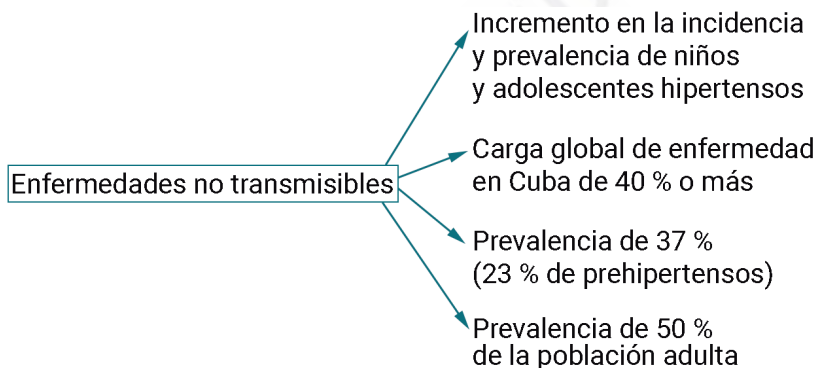 Incremento en la incidencia
y prevalencia de niños
y adolescentes hipertensos
Carga global de enfermedad
en Cuba de 40 % o más
Enfermedades no transmisibles
Prevalencia de 37 %
(23 % de prehipertensos)
Prevalencia de 50 %
de la población adulta